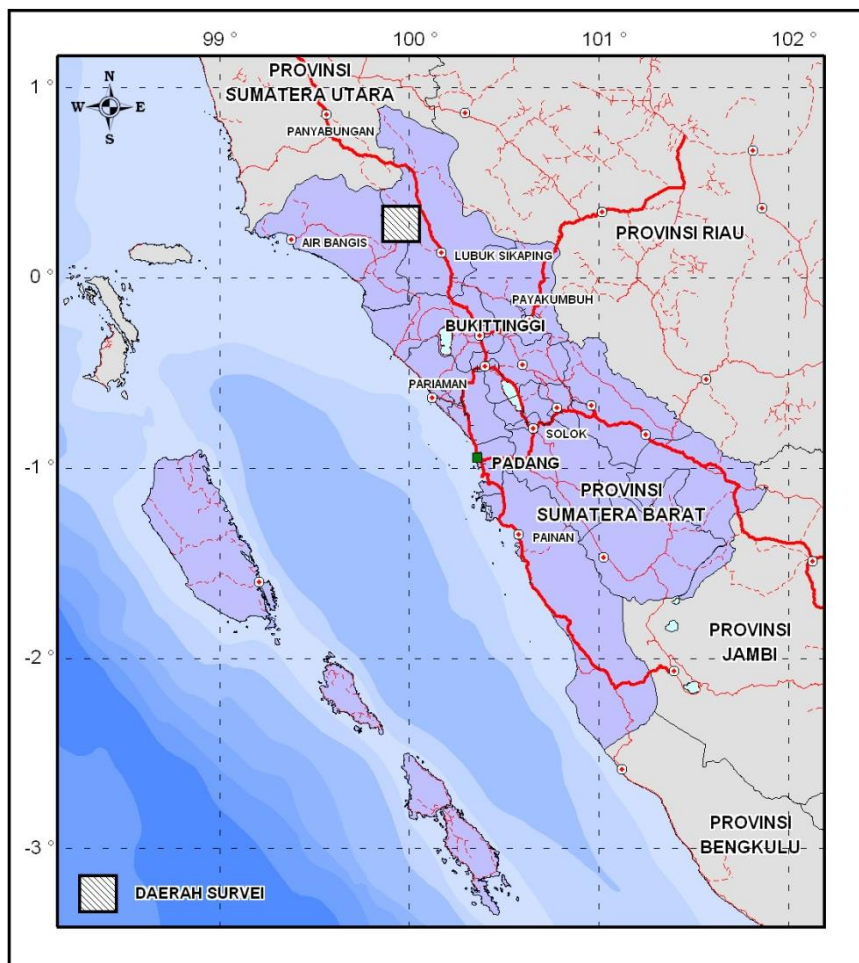 99 °
100 °
101 °
102 °
1 °
0 °
-1 °
-2 °
-3 °
N
W
E
S
PROVINSI
SUMATERA UTARA
PANYABUNGAN
AIR BANGIS
LUBUK SIKAPING
PROVINSI RIAU
PAYAKUMBUH
BUKITTINGGI
PARIAMAN
SOLOK
PADANG
PROVINSI
SUMATERA BARAT
PAINAN
PROVINSI
JAMBI
PROVINSI
BENGKULU
DAERAH SURVEI